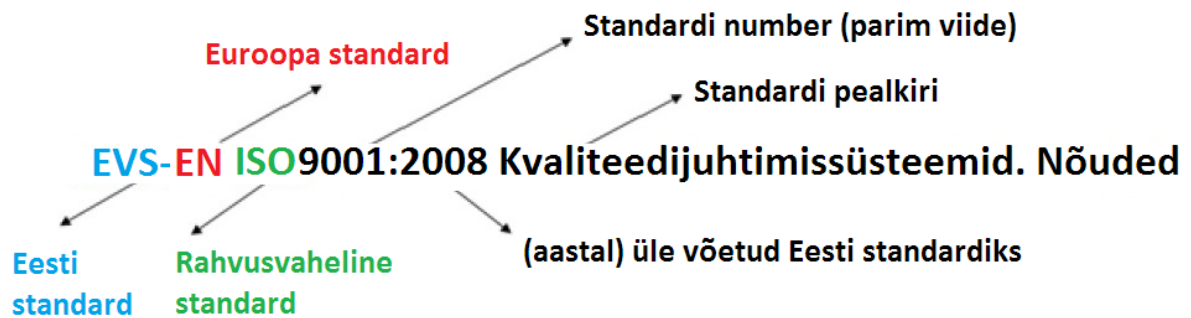 Standardi number (parim viide)
Euroopa standard
Standardi pealkiri
EVS-EN ISO9001:2008 Kvaliteedijuhtimissüsteemid. Nõuded
(aastal) üle võetud Eesti standardiks
Eesti
standard
Rahvusvaheline
standard